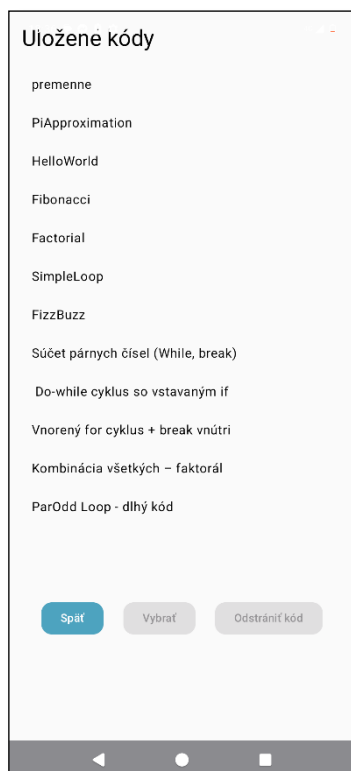 Uložené kódy
premenne
PiApproximation
HelloWorld
Fibonacci
Factorial
SimpleLoop
FizzBuzz
Súčet párnych čísel (While, break)
Do-while cyklus so vstavaným if
Vnorený for cyklus + break vnútri
Kombinácia všetkých – faktorál
ParOdd Loop - dlhý kód
Späť Vybrať Odstrániť kód